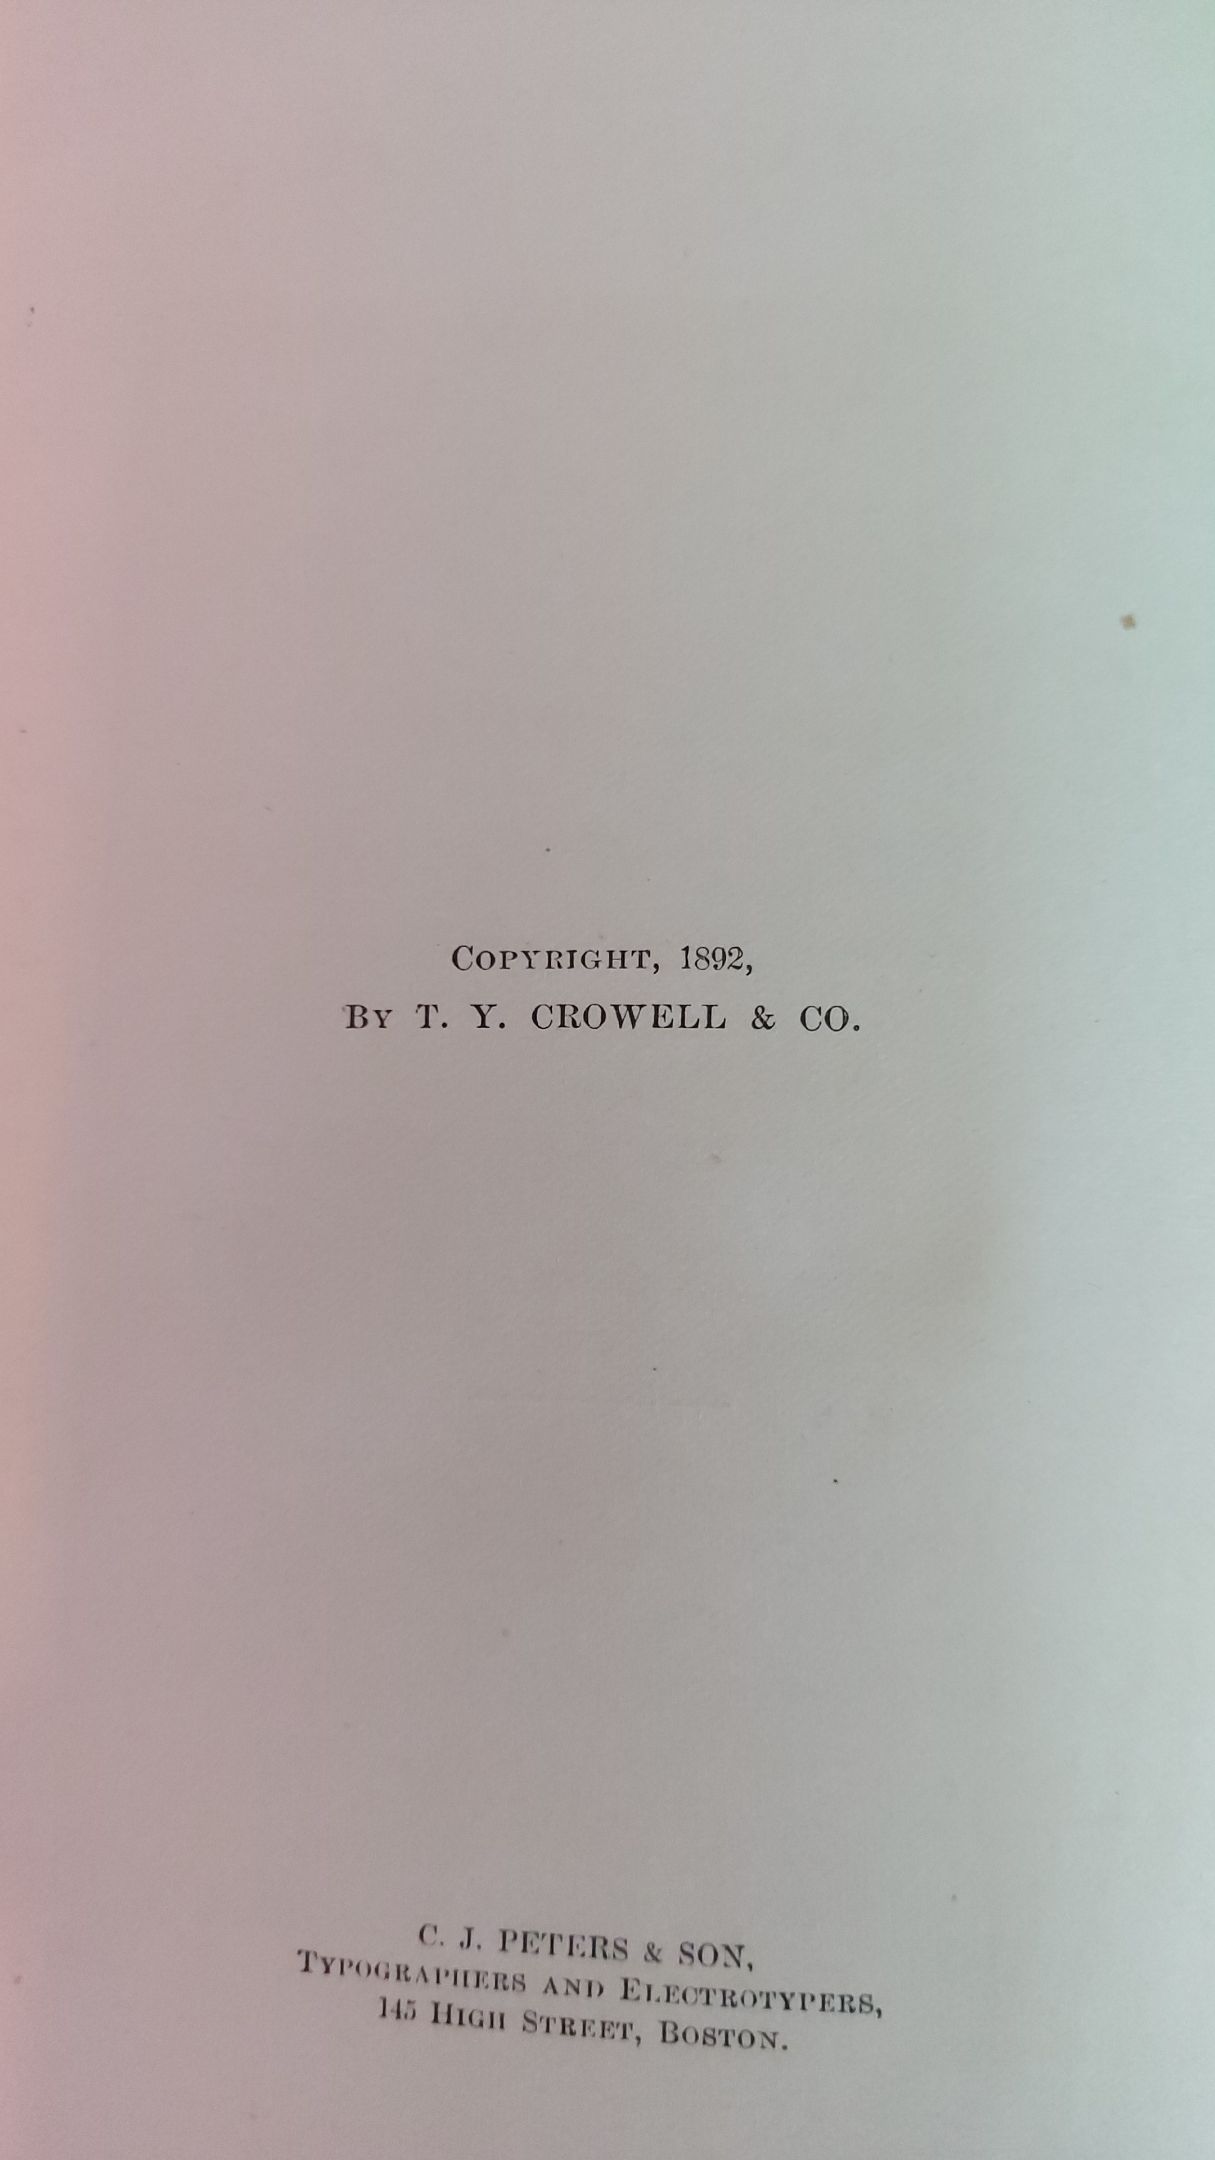 COPYRIGHT, 1892,
BY T. Y. CROWELL & CO.
C. J. PETERS & SON,
TYPOGRAPHERS AND ELECTROTYPERS,
145 HIGH STREET, BOSTON.